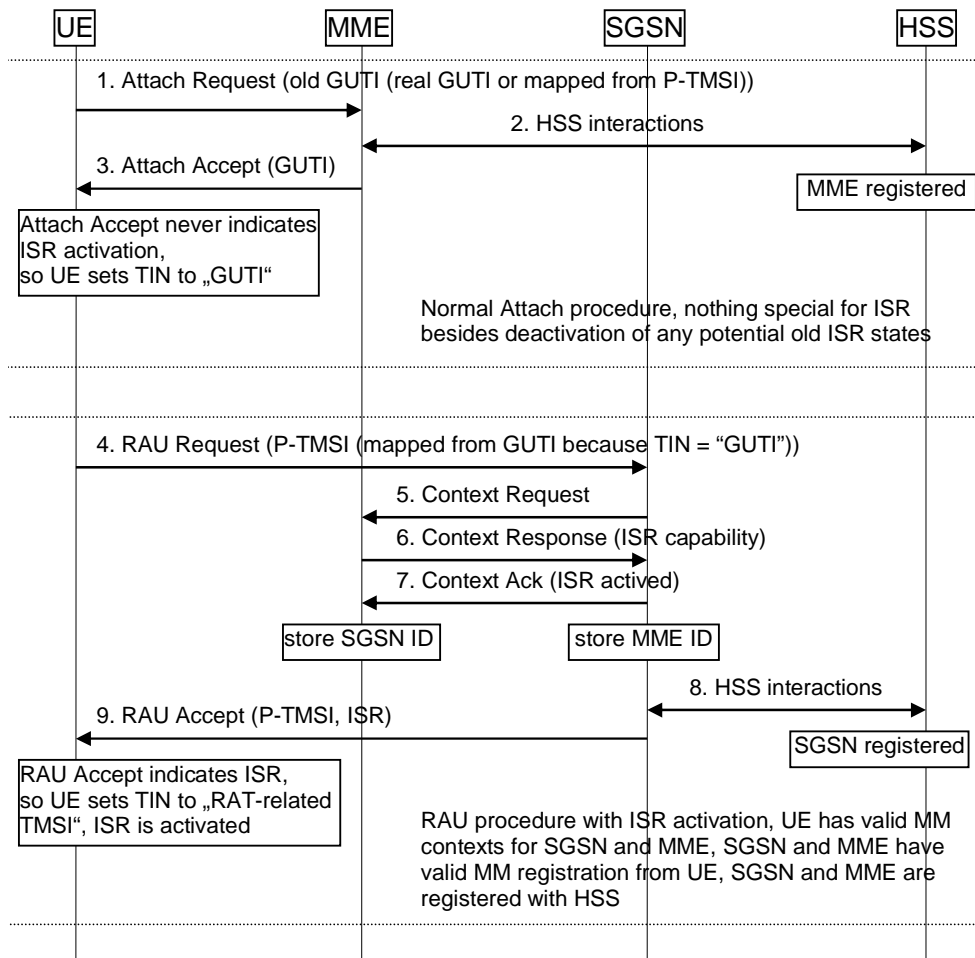 UE MME SGSN HSS
1. Attach Request (old GUTI (real GUTI or mapped from P-TMSI))
2. HSS interactions
3. Attach Accept (GUTI)
MME registered
Attach Accept never indicates
ISR activation,
so UE sets TIN to „GUTI“
Normal Attach procedure, nothing special for ISR
besides deactivation of any potential old ISR states
4. RAU Request (P-TMSI (mapped from GUTI because TIN = “GUTI”))
5. Context Request
6. Context Response (ISR capability)
7. Context Ack (ISR actived)
store SGSN ID
store MME ID
8. HSS interactions
9. RAU Accept (P-TMSI, ISR)
SGSN registered
RAU Accept indicates ISR,
so UE sets TIN to „RAT-related
TMSI“, ISR is activated
RAU procedure with ISR activation, UE has valid MM
contexts for SGSN and MME, SGSN and MME have
valid MM registration from UE, SGSN and MME are
registered with HSS